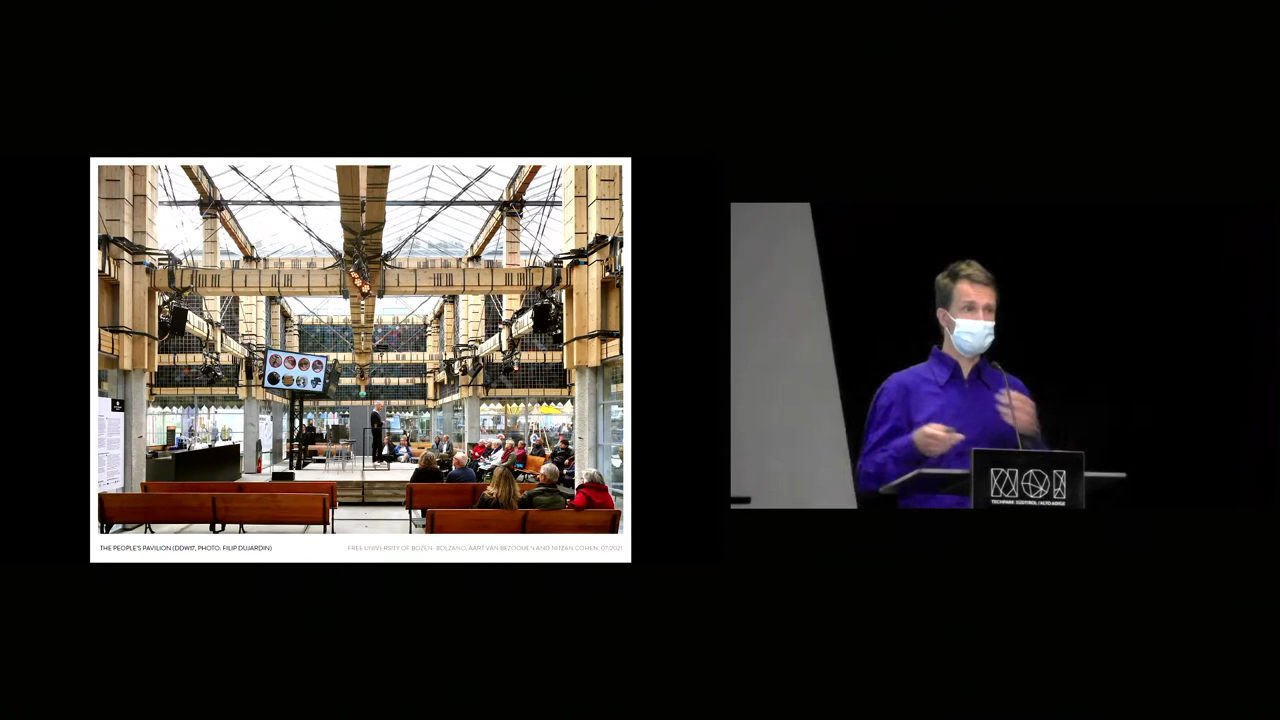 THE PEOPLE'S PAVILION (DDW17, PHOTO: FILIP DUJARDIN)
FREE UNIVERSITY OF BOZEN- BOLZANO, AART VAN BEZOOIJEN AND NITZAN COHEN, 07/2021
NOI
TECHPARK SÜDTIROL / ALTO ADIGE